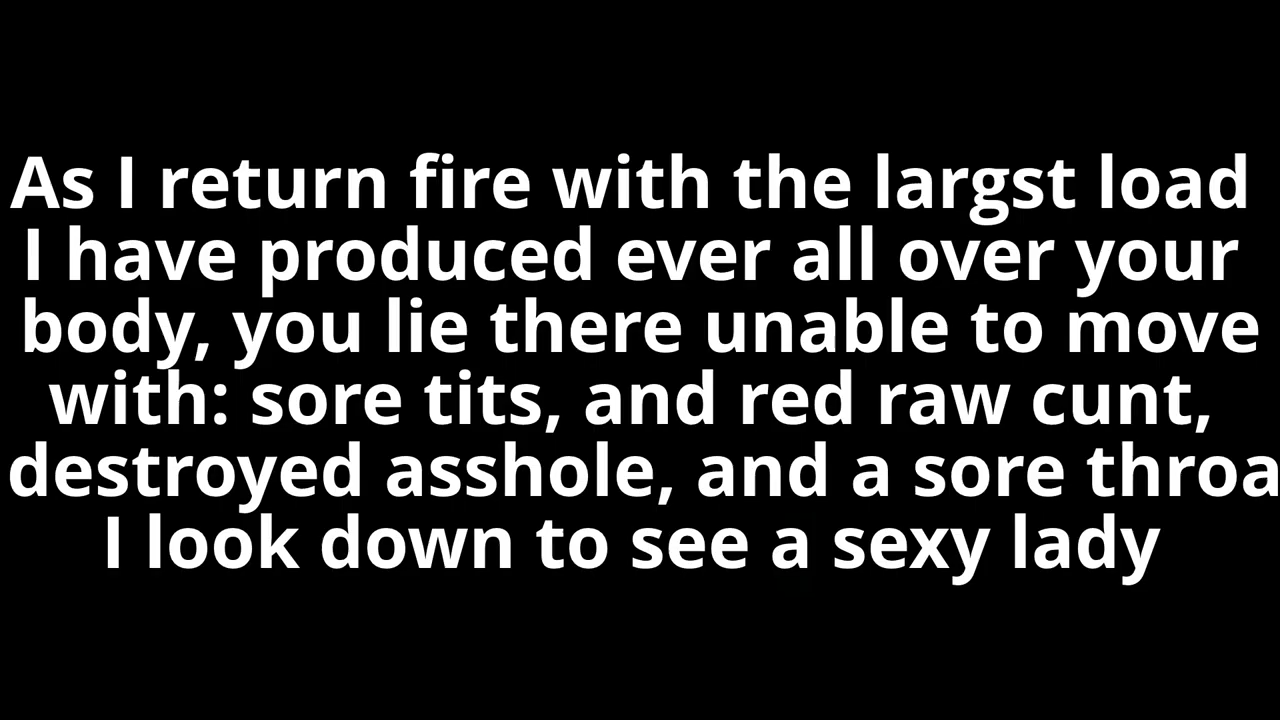 As I return fire with the largst load
I have produced ever all over your
body, you lie there unable to move
with: sore tits, and red raw cunt,
destroyed asshole, and a sore throa
I look down to see a sexy lady